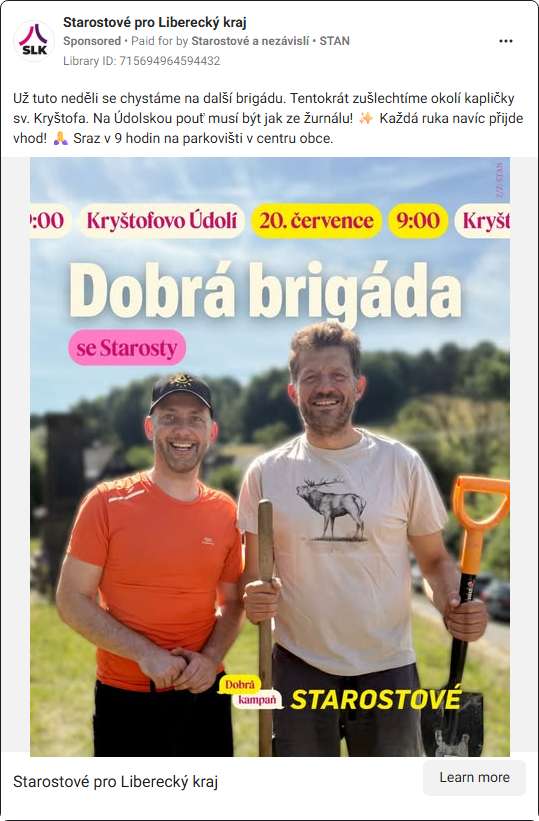 Starostové pro Liberecký kraj
Sponsored • Paid for by Starostové a nezávislí • STAN
Library ID: 715694964594432
SLK
Už tuto neděli se chystáme na další brigádu. Tentokrát zušlechtíme okolí kapličky
sv. Kryštofa. Na Údolskou pouť musí být jak ze žurnálu! ✨ Každá ruka navíc přijde
vhod! 🙏 Sraz v 9 hodin na parkovišti v centru obce.
Z/Z: STAN
9:00 Kryštofovo Údolí 20. července 9:00 Kryšt
Dobrá brigáda
se Starosty
Dobrá
kampaň
STAROSTOVÉ
Starostové pro Liberecký kraj
Learn more